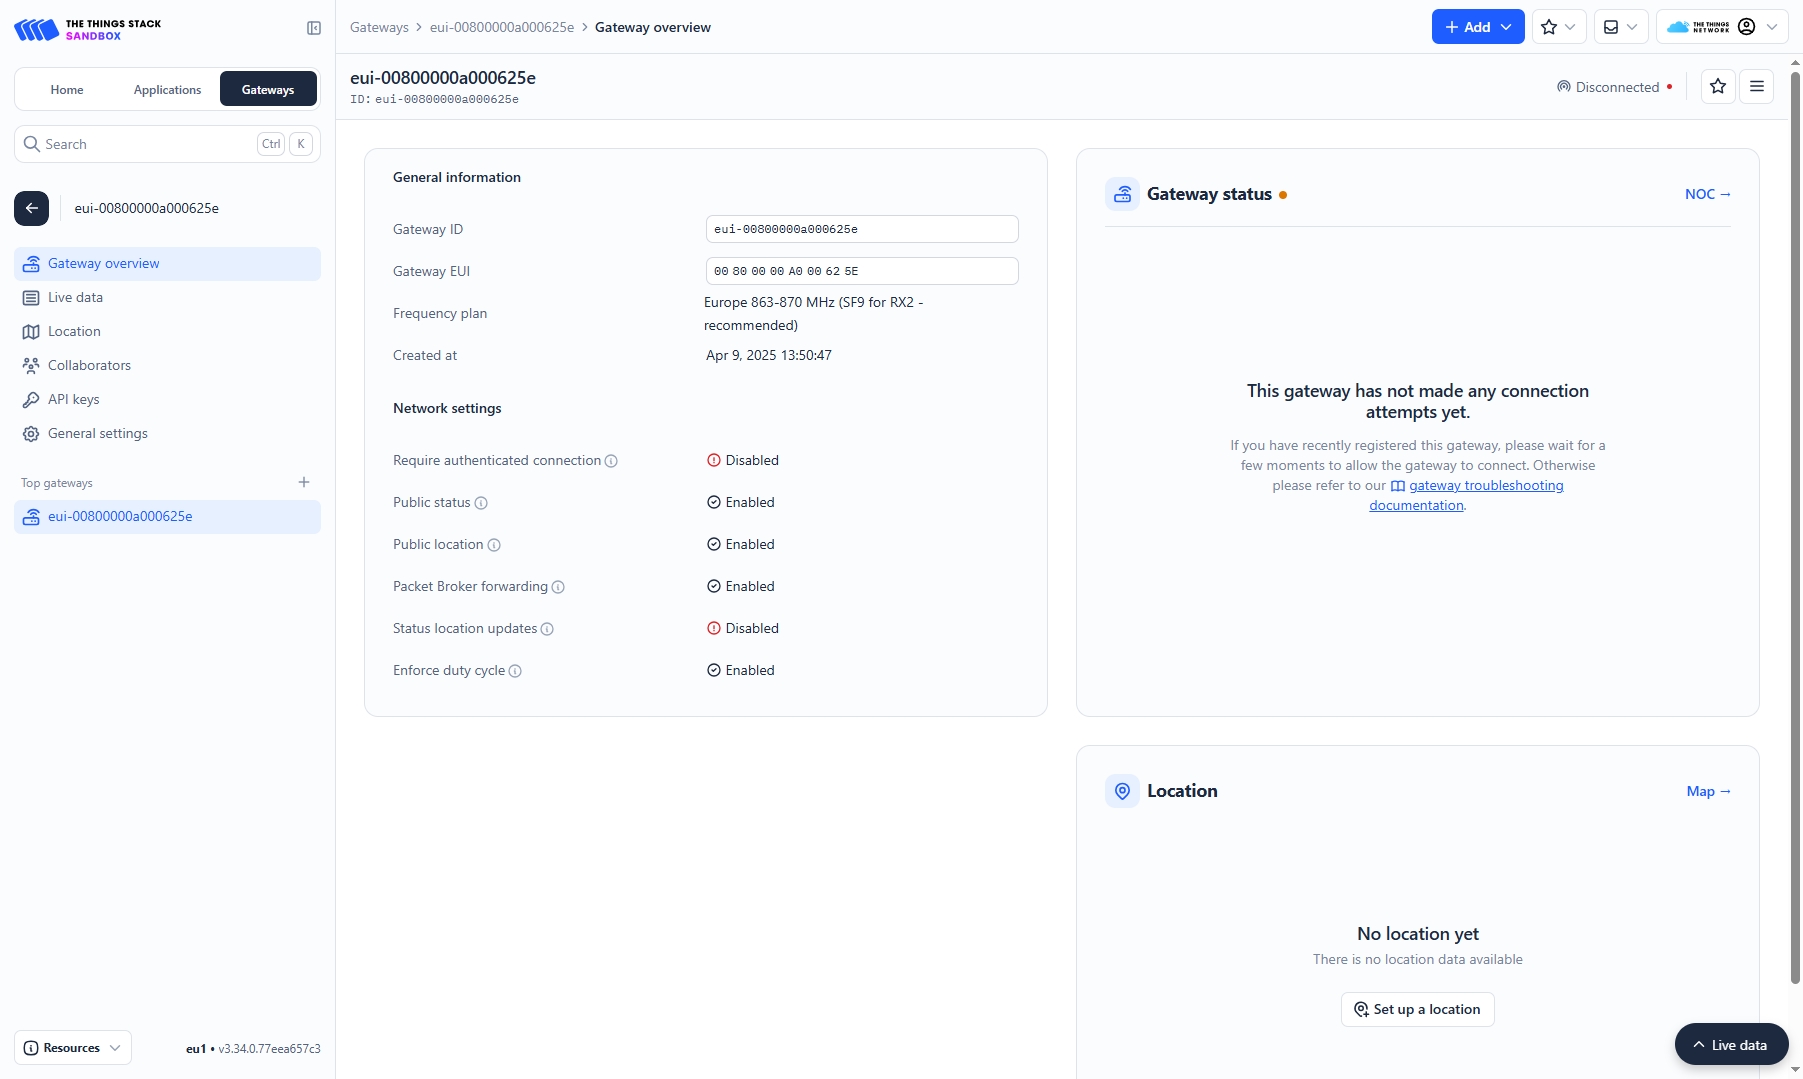 THE THINGS STACK
SANDBOX
Home
Applications
Gateways
Search
Ctrl
K
eui-00800000a000625e
Gateway overview
Live data
Location
Collaborators
API keys
General settings
Top gateways
eui-00800000a000625e
Resources
eu1 • v3.34.0.77eea657c3
Gateways
eui-00800000a000625e
Gateway overview
Add
THE THINGS
NETWORK
eui-00800000a000625e
ID: eui-00800000a000625e
Disconnected
General information
Gateway ID
eui-00800000a000625e
Gateway EUI
00 80 00 00 A0 00 62 5E
Frequency plan
Europe 863-870 MHz (SF9 for RX2 -
recommended)
Created at
Apr 9, 2025 13:50:47
Network settings
Require authenticated connection
Disabled
Public status
Enabled
Public location
Enabled
Packet Broker forwarding
Enabled
Status location updates
Disabled
Enforce duty cycle
Enabled
Gateway status
NOC →
This gateway has not made any connection
attempts yet.
If you have recently registered this gateway, please wait for a
few moments to allow the gateway to connect. Otherwise
please refer to our gateway troubleshooting
documentation.
Location
Map →
No location yet
There is no location data available
Set up a location
Live data